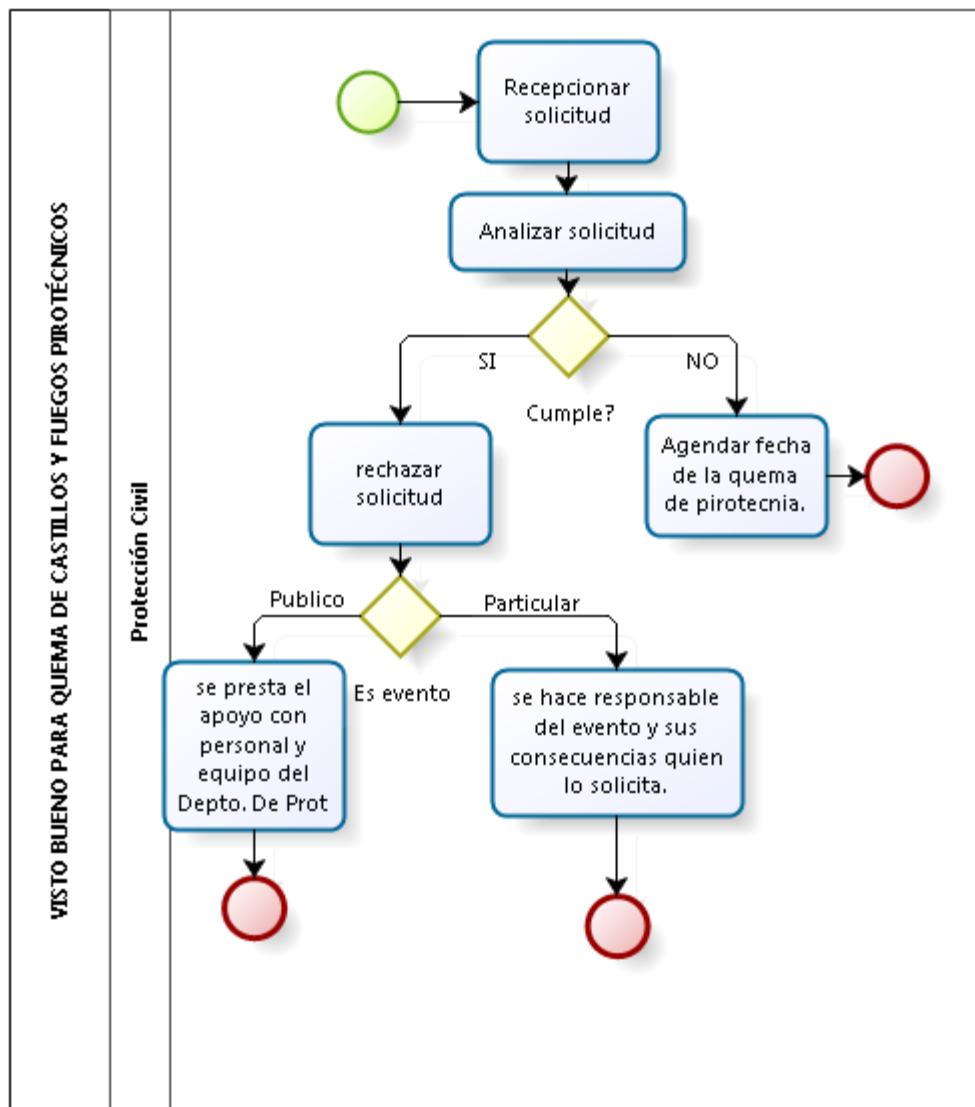 VISTO BUENO PARA QUEMA DE CASTILLOS Y FUEGOS PIROTÉCNICOS
Protección Civil
Recepcionar
solicitud
Analizar solicitud
SI
NO
Cumple?
rechazar
solicitud
Agendar fecha
de la quema
de pirotecnia.
Publico
Particular
Es evento
se presta el
apoyo con
personal y
equipo del
Depto. De Prot
se hace responsable
del evento y sus
consecuencias quien
lo solicita.